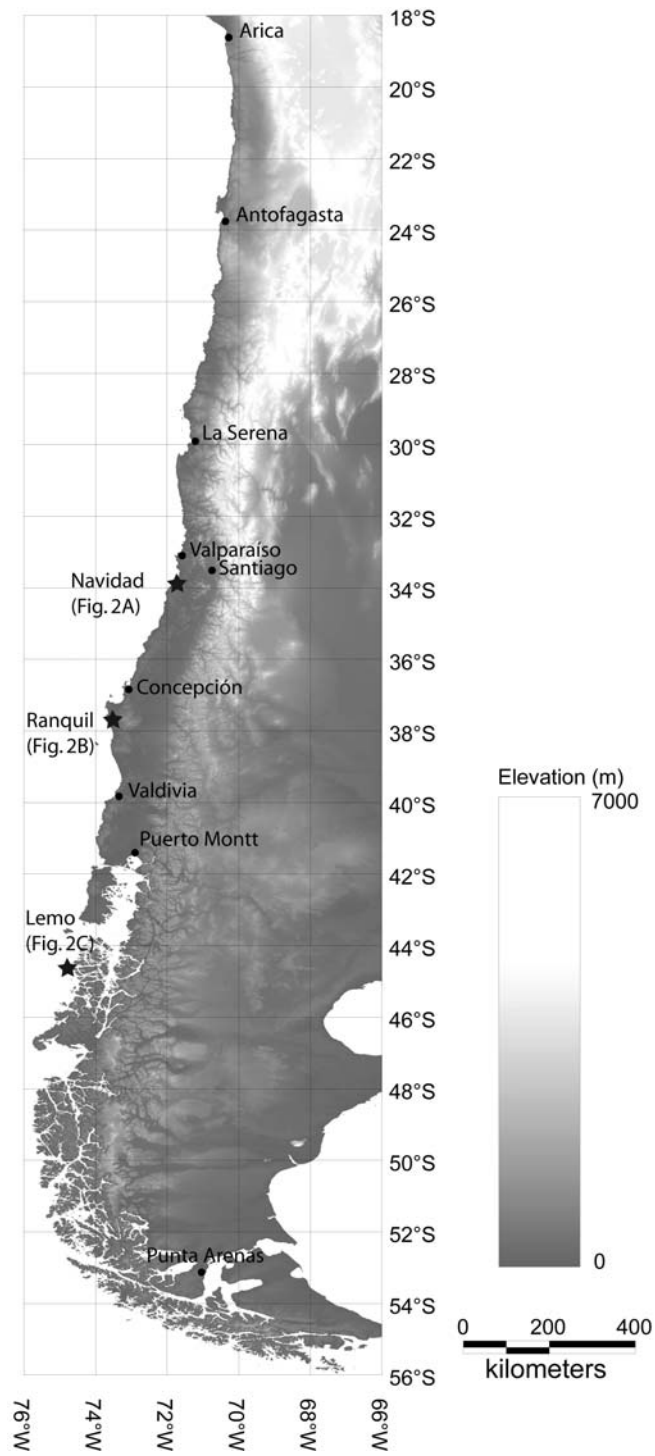 18°S
Arica
20°S
22°S
Antofagasta
24°S
26°S
28°S
La Serena
30°S
32°S
Valparaíso
Santiago
Navidad
(Fig. 2A)
34°S
36°S
Concepción
Ranquil
(Fig. 2B)
38°S
Valdivia
40°S
Puerto Montt
42°S
Lemo
(Fig. 2C)
44°S
46°S
48°S
50°S
52°S
Punta Arenas
54°S
56°S
Elevation (m)
7000
0
0 200 400
kilometers
76°W 74°W 72°W 70°W 68°W 66°W